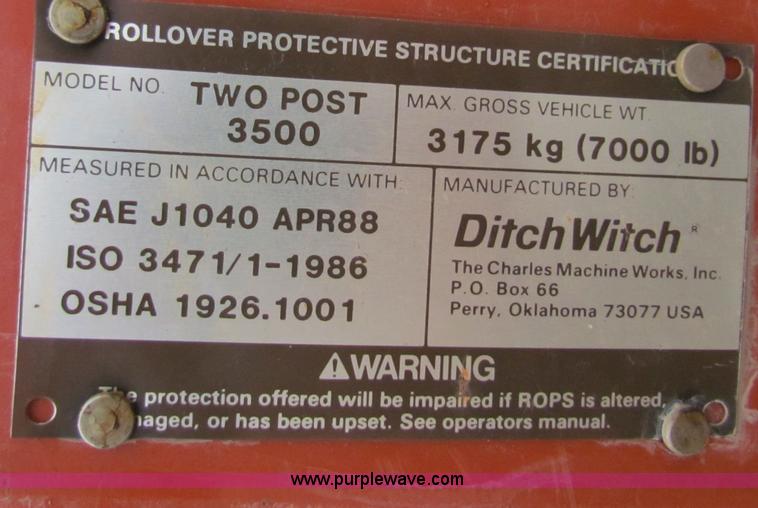 ROLLOVER PROTECTIVE STRUCTURE
MODEL NO. TWO POST
3500
MAX. GROSS VEHICLE WT.
3175 kg (7000 lb)
MEASURED IN ACCORDANCE WITH:
SAE J1040 APR88
ISO 3471/1-1986
OSHA 1926.1001
MANUFACTURED BY:
Ditch Witch ®
The Charles Machine Works, Inc.
P.O. Box 66
Perry, Oklahoma 73077 USA
⚠WARNING
The protection offered will be impaired if ROPS is altered,
or has been upset. See operators manual.
www.purplewave.com